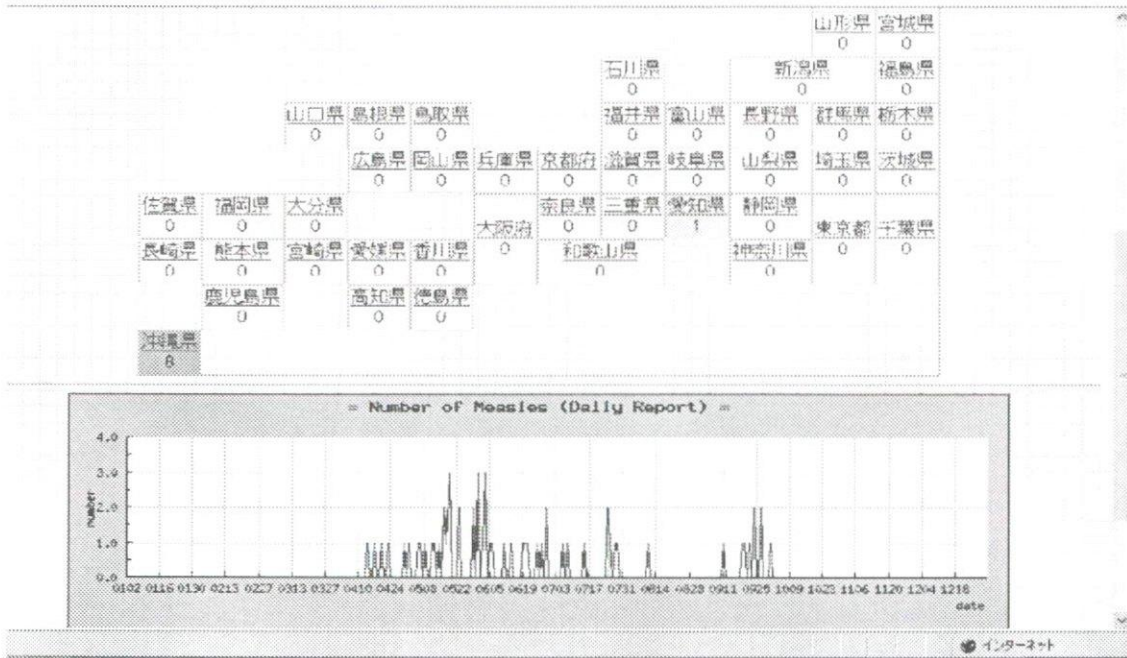 山形県 宮城県
0 0
石川県 新潟県 福島県
0 0 0
山口県 島根県 鳥取県 福井県 富山県 長野県 群馬県 栃木県
0 0 0 0 0 0 0 0
広島県 岡山県 兵庫県 京都府 滋賀県 岐阜県 山梨県 埼玉県 茨城県
0 0 0 0 0 0 0 0 0
佐賀県 福岡県 大分県 大阪府 奈良県 三重県 愛知県 静岡県 東京都 千葉県
0 0 0 0 0 0 1 0 0 0
長崎県 熊本県 宮崎県 愛媛県 香川県 和歌山県 神奈川県
0 0 0 0 0 0 0
鹿児島県 高知県 徳島県
0 0 0
沖縄県
8
= Number of Measles (Daily Report) =
4.0
3.0
2.0
1.0
0.0
number
0102 0116 0130 0213 0227 0313 0327 0410 0424 0508 0522 0605 0619 0703 0717 0731 0814 0828 0911 0925 1009 1023 1106 1120 1204 1218
date
インターネット